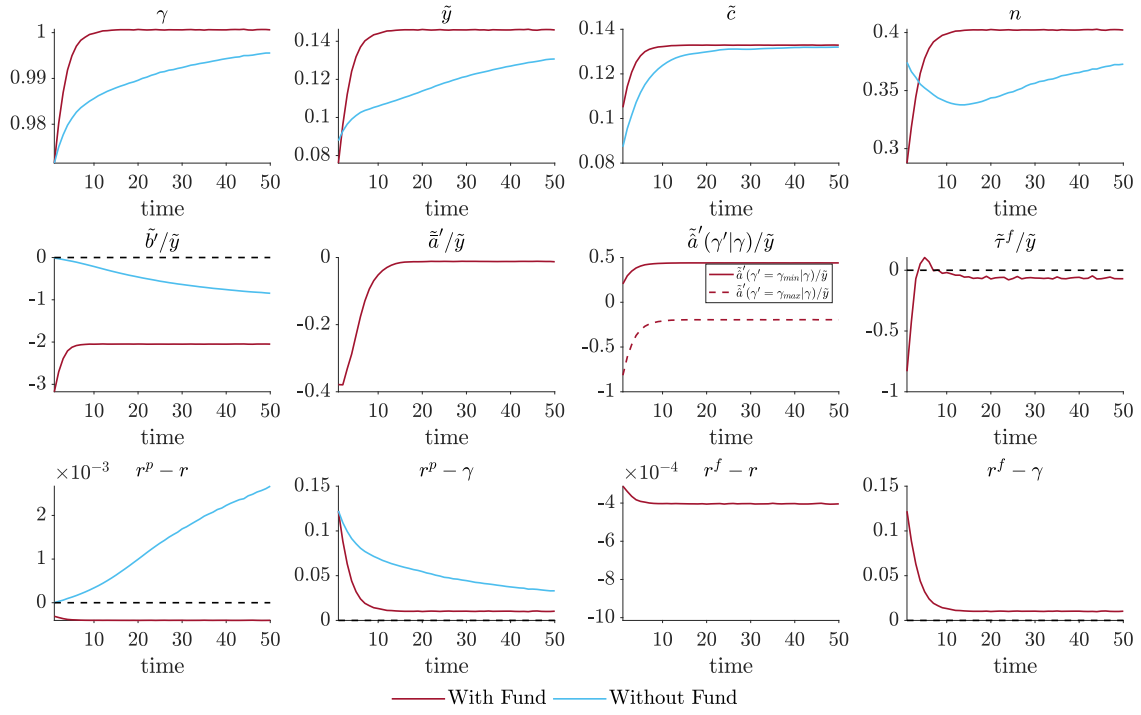 γ ỹ c̃ n
1 0.99 0.98
0.14 0.12 0.1 0.08
0.14 0.12 0.1 0.08
0.4 0.35 0.3
10 20 30 40 50 10 20 30 40 50 10 20 30 40 50 10 20 30 40 50
time time time time
b̃′/ỹ ā̃′/ỹ ẫ′(γ′|γ)/ỹ τ̃ᶠ/ỹ
0 -1 -2 -3
0 -0.2 -0.4
0.5 0 -0.5 -1
ẫ′(γ′ = γ_min|γ)/ỹ
ẫ′(γ′ = γ_max|γ)/ỹ
0 -0.5 -1
10 20 30 40 50 10 20 30 40 50 10 20 30 40 50 10 20 30 40 50
time time time time
×10⁻³ rᵖ − r rᵖ − γ ×10⁻⁴ rᶠ − r rᶠ − γ
2 1 0
0.15 0.1 0.05 0
-4 -6 -8 -10
0.15 0.1 0.05 0
10 20 30 40 50 10 20 30 40 50 10 20 30 40 50 10 20 30 40 50
time time time time
With Fund Without Fund